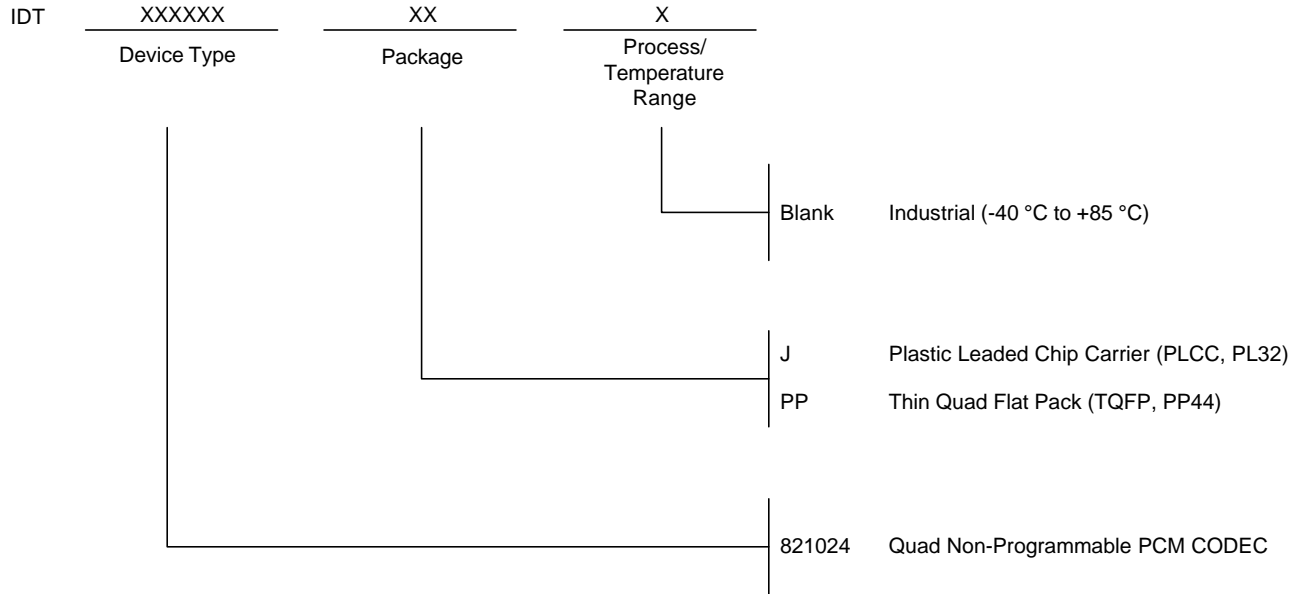 IDT XXXXXX XX X
Device Type Package Process/
Temperature
Range
Blank Industrial (-40 °C to +85 °C)
J Plastic Leaded Chip Carrier (PLCC, PL32)
PP Thin Quad Flat Pack (TQFP, PP44)
821024 Quad Non-Programmable PCM CODEC